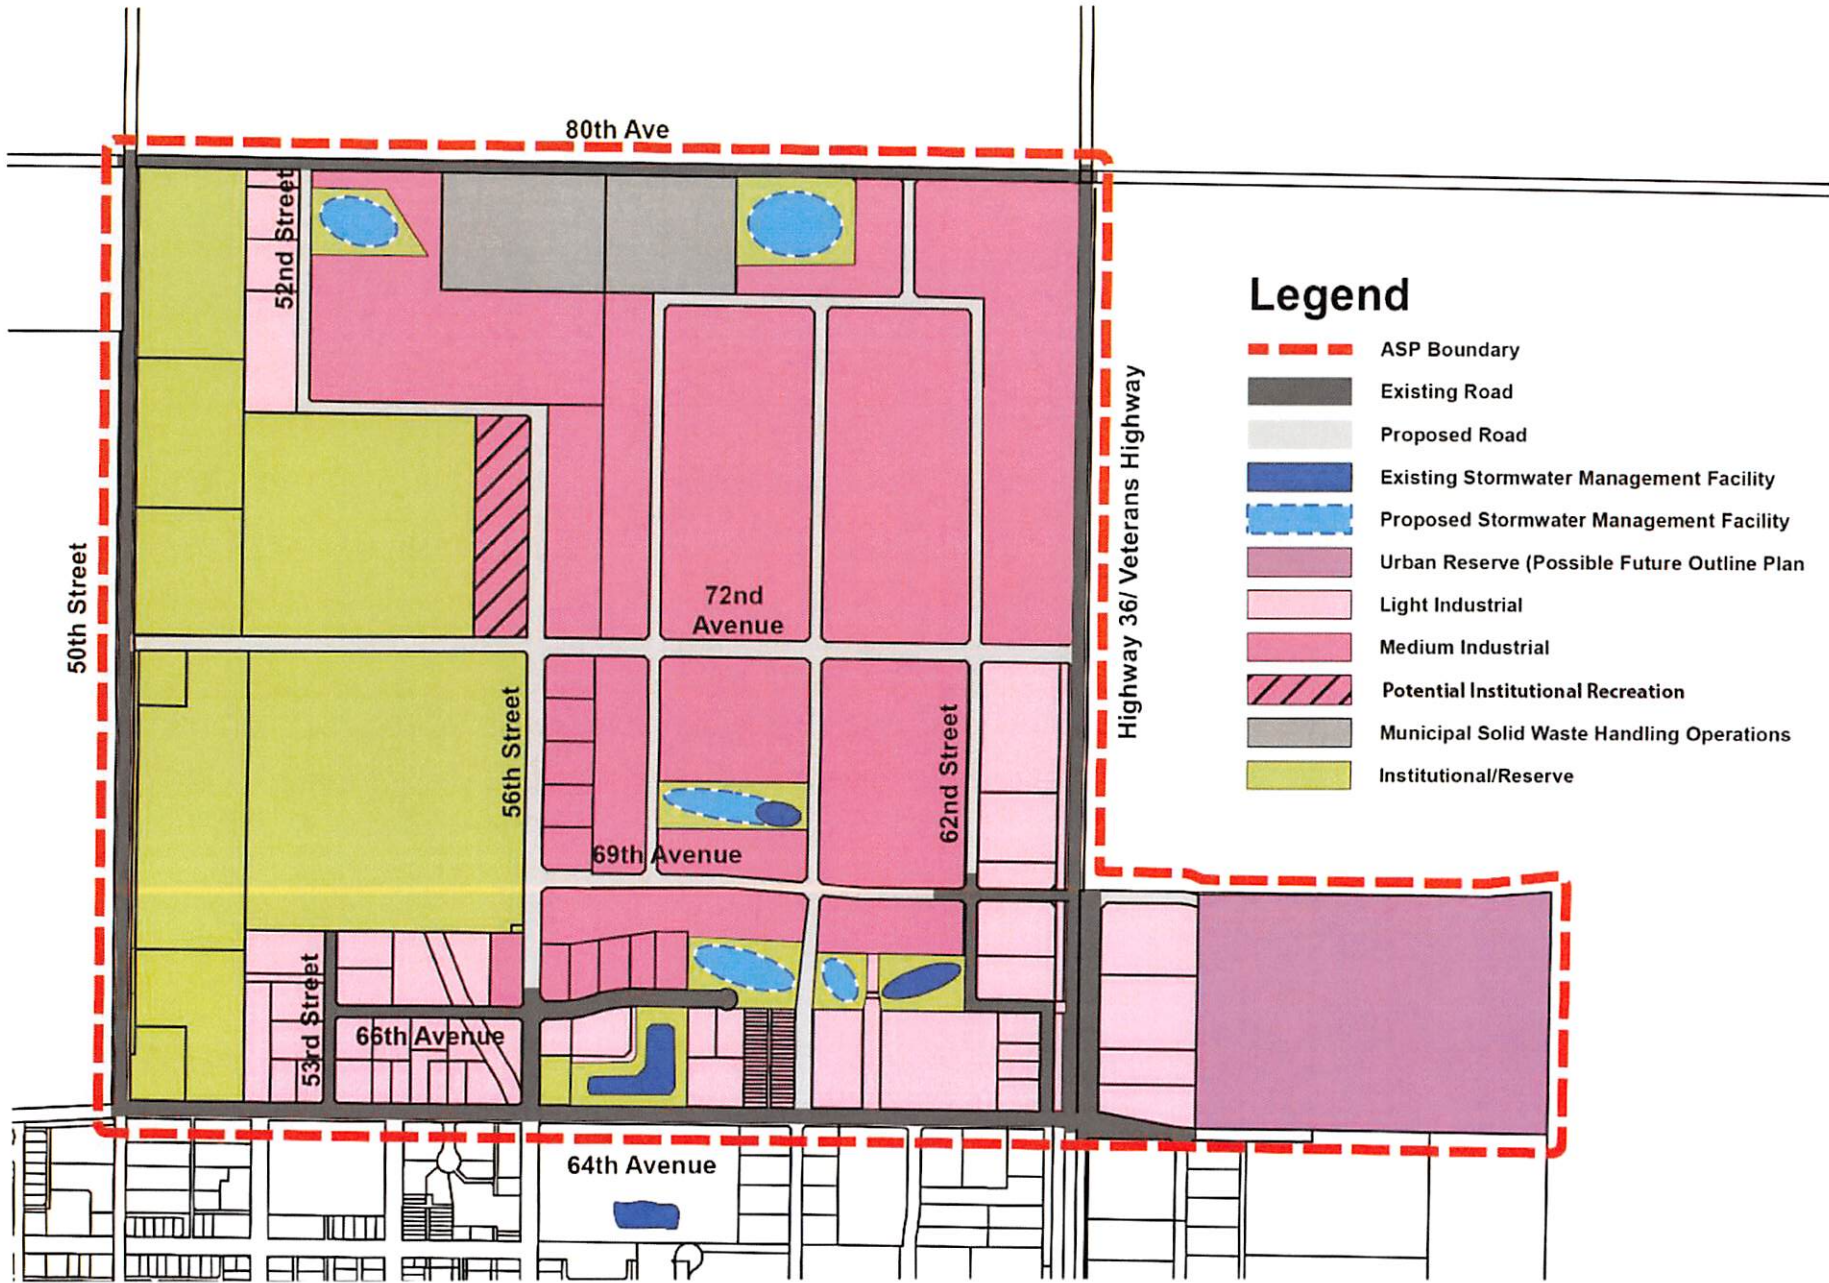 80th Ave
52nd Street
Legend
ASP Boundary
Existing Road
Proposed Road
Existing Stormwater Management Facility
Proposed Stormwater Management Facility
Urban Reserve (Possible Future Outline Plan
Light Industrial
Medium Industrial
Potential Institutional Recreation
Municipal Solid Waste Handling Operations
Institutional/Reserve
Highway 36/ Veterans Highway
50th Street
72nd
Avenue
56th Street
62nd Street
69th Avenue
53rd Street
66th Avenue
64th Avenue